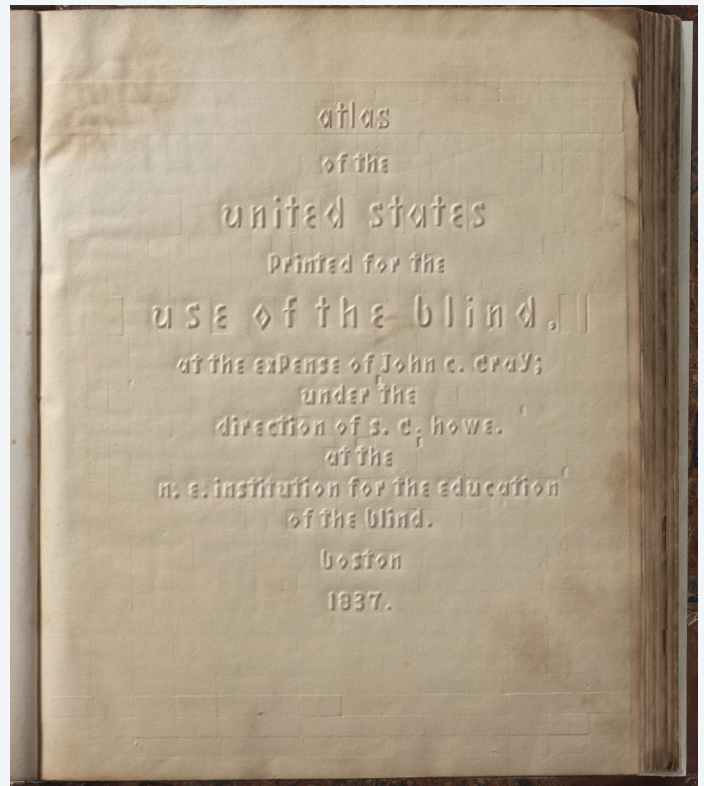 atlas
of the
united states
printed for the
use of the blind.
at the expense of John c. cray;
under the
direction of s. c. howe.
at the
n. e. institution for the education
of the blind.
boston
1837.